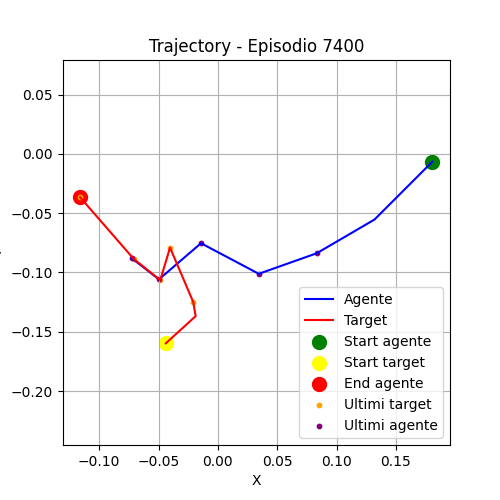 Trajectory - Episodio 7400
0.05
0.00
−0.05
−0.10
−0.15
−0.20
−0.10
−0.05
0.00
0.05
0.10
0.15
X
Agente
Target
Start agente
Start target
End agente
Ultimi target
Ultimi agente